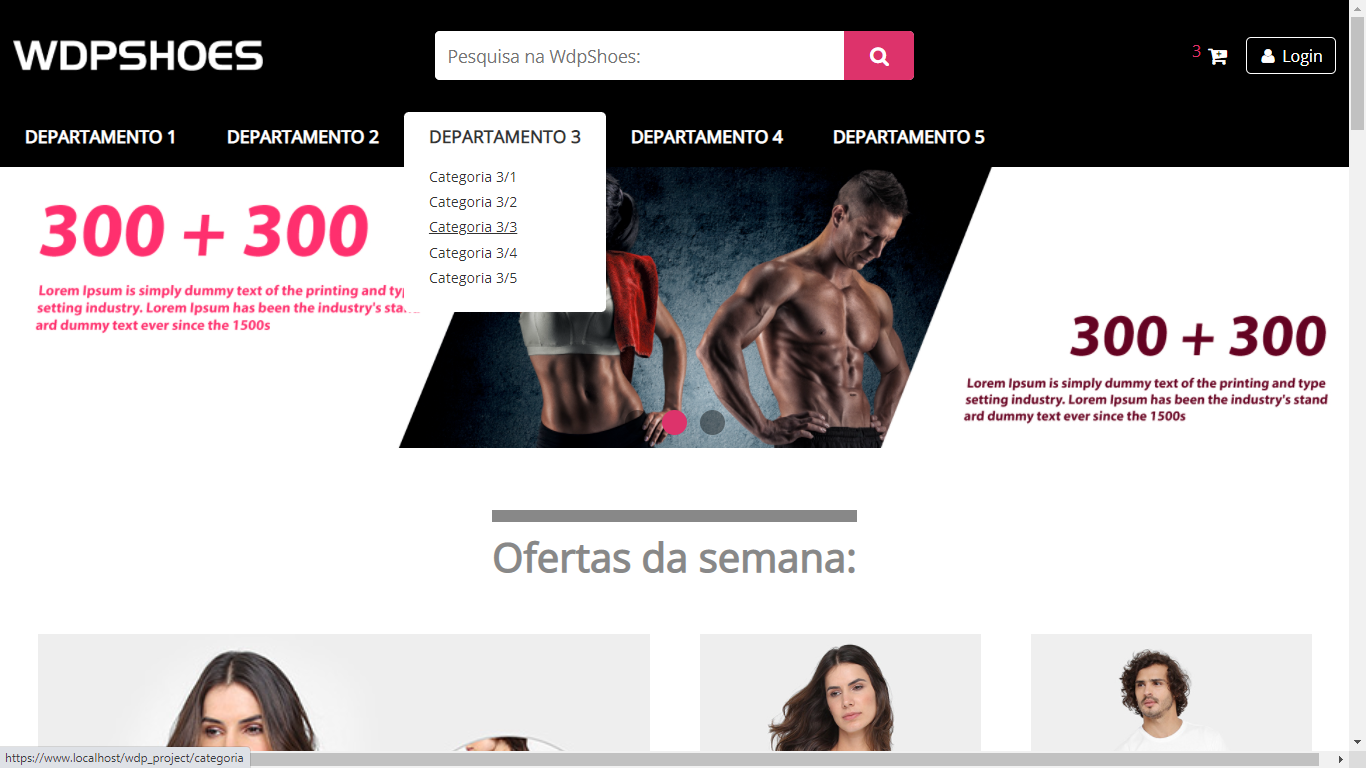 WDPSHOES
Pesquisa na WdpShoes:
3
Login
DEPARTAMENTO 1
DEPARTAMENTO 2
DEPARTAMENTO 3
DEPARTAMENTO 4
DEPARTAMENTO 5
Categoria 3/1
Categoria 3/2
Categoria 3/3
Categoria 3/4
Categoria 3/5
300 + 300
Lorem Ipsum is simply dummy text of the printing and
setting industry. Lorem Ipsum has been the industry's
ard dummy text ever since the 1500s
300 + 300
Lorem Ipsum is simply dummy text of the printing and type
setting industry. Lorem Ipsum has been the industry's stand
ard dummy text ever since the 1500s
Ofertas da semana:
https://www.localhost/wdp_project/categoria